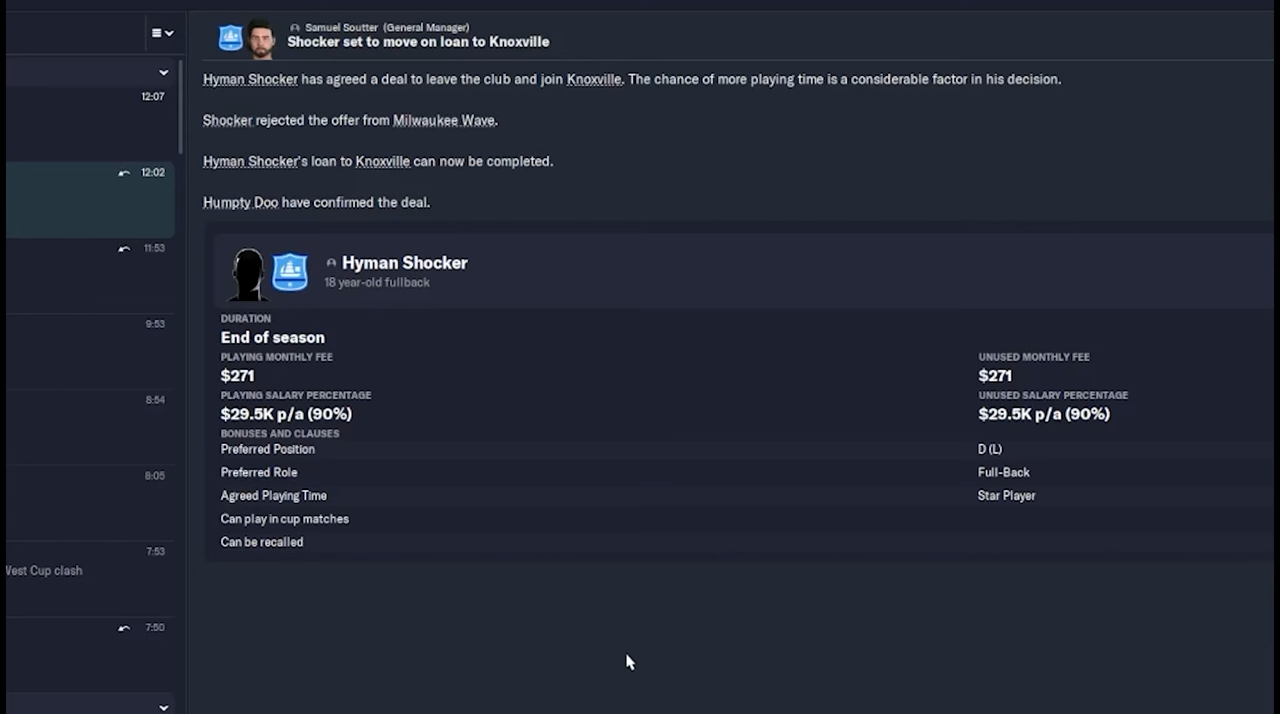 Samuel Soutter (General Manager)
Shocker set to move on loan to Knoxville
Hyman Shocker has agreed a deal to leave the club and join Knoxville. The chance of more playing time is a considerable factor in his decision.
12:07
Shocker rejected the offer from Milwaukee Wave.
Hyman Shocker's loan to Knoxville can now be completed.
12:02
Humpty Doo have confirmed the deal.
11:53
Hyman Shocker
18 year-old fullback
DURATION
End of season
9:53
PLAYING MONTHLY FEE UNUSED MONTHLY FEE
$271 $271
PLAYING SALARY PERCENTAGE UNUSED SALARY PERCENTAGE
8:54
$29.5K p/a (90%) $29.5K p/a (90%)
BONUSES AND CLAUSES
Preferred Position D (L)
Preferred Role Full-Back
8:05
Agreed Playing Time Star Player
Can play in cup matches
Can be recalled
7:53
West Cup clash
7:50